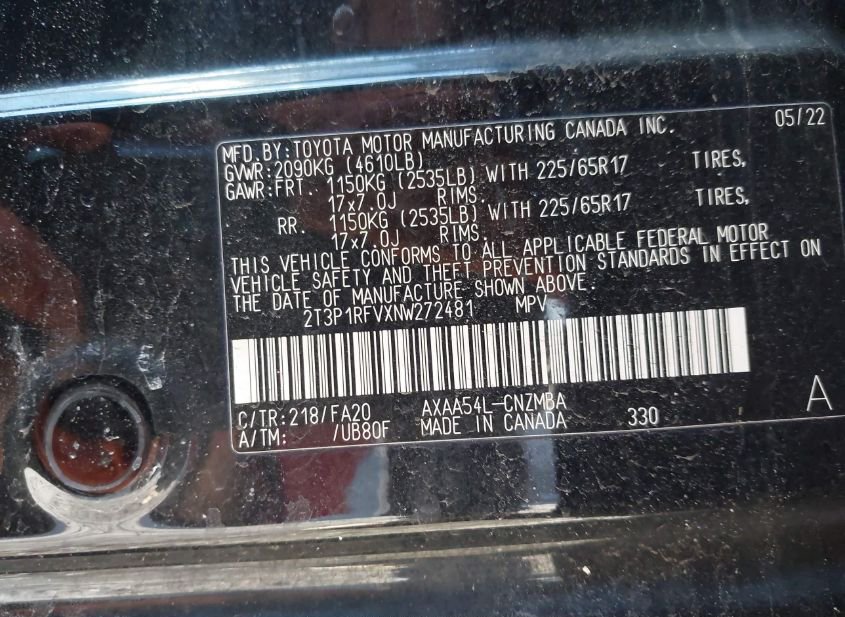 05/22
MFD.BY:TOYOTA MOTOR MANUFACTURING CANADA INC.
GVWR:2090KG (4610LB)
GAWR:FRT. 1150KG (2535LB) WITH 225/65R17 TIRES,
17x7.0J RIMS.
RR. 1150KG (2535LB) WITH 225/65R17 TIRES,
17x7.0J RIMS.
THIS VEHICLE CONFORMS TO ALL APPLICABLE FEDERAL MOTOR
VEHICLE SAFETY AND THEFT PREVENTION STANDARDS IN EFFECT ON
THE DATE OF MANUFACTURE SHOWN ABOVE.
2T3P1RFVXNW272481 MPV
C/TR:218/FA20 AXAA54L-CNZMBA
A/TM: /UB80F MADE IN CANADA 330 A